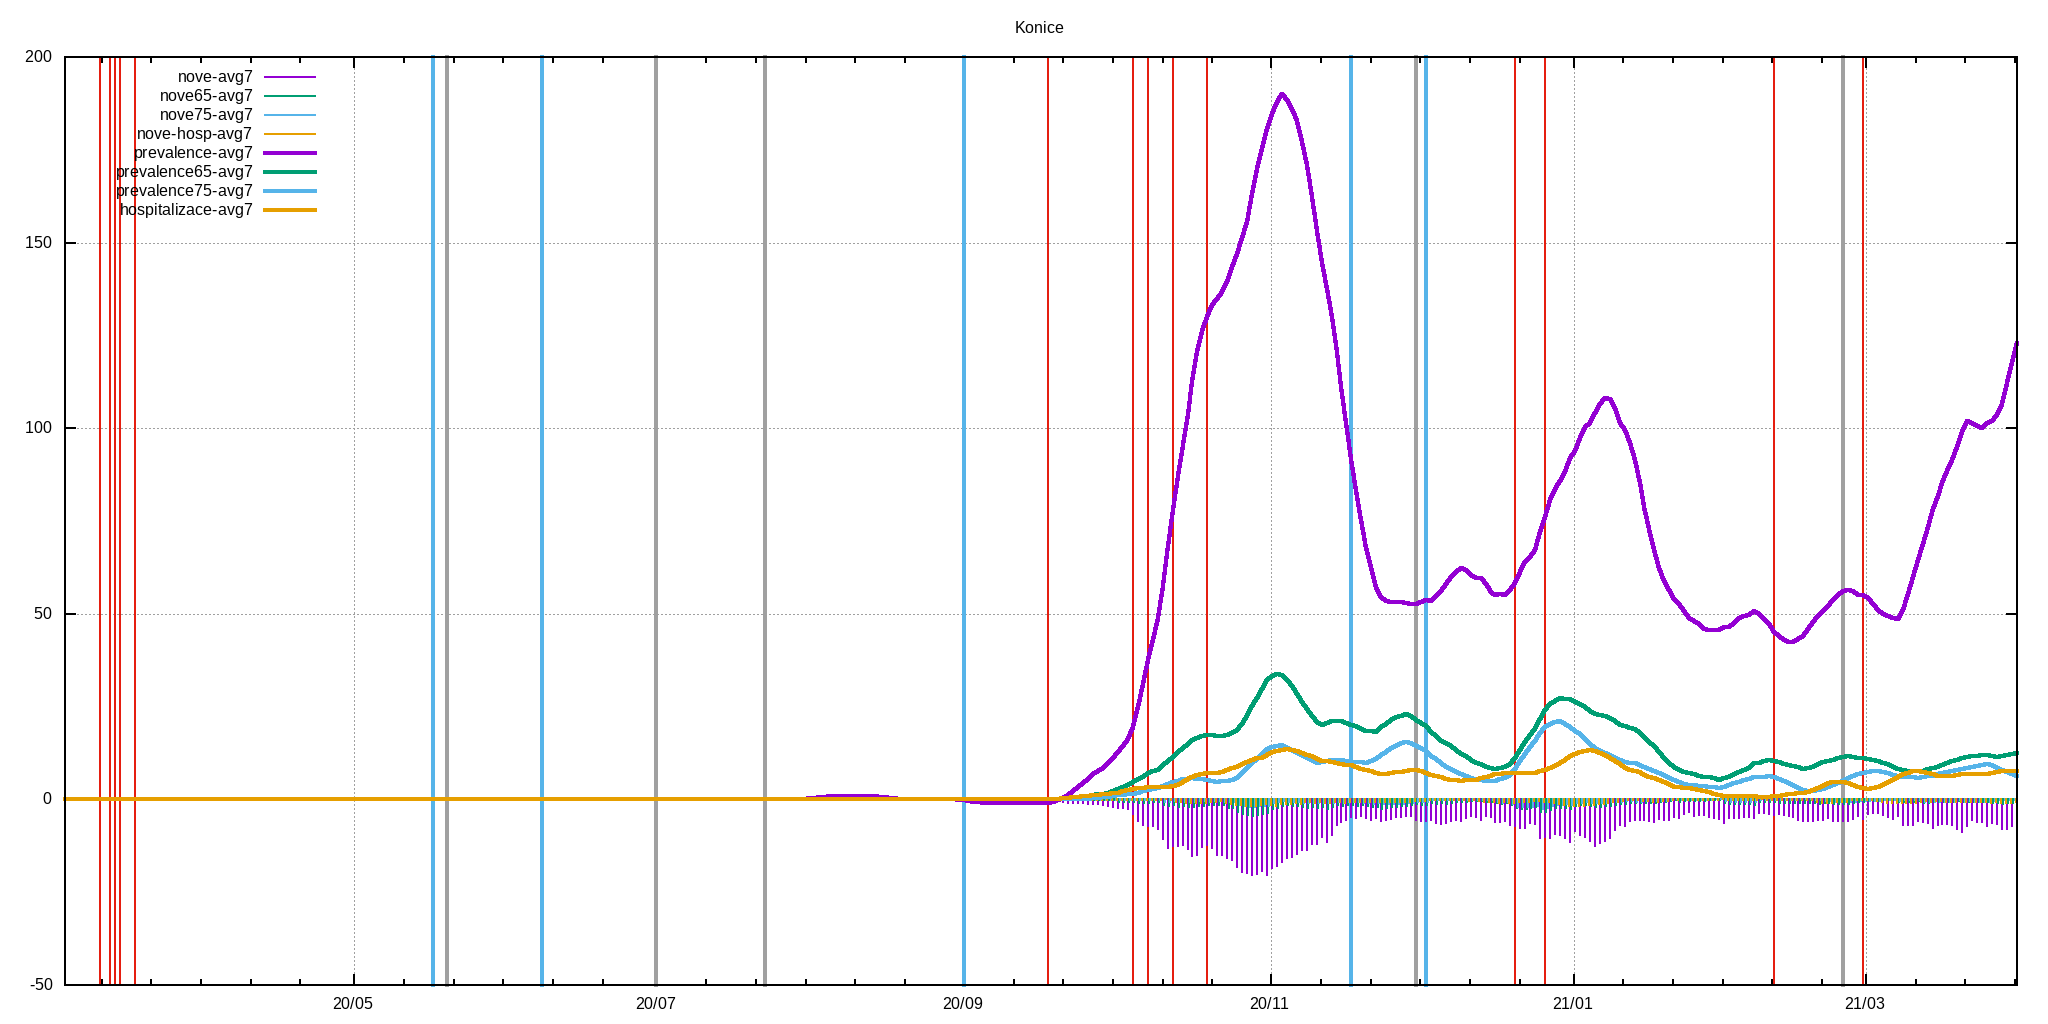 Konice
200
150
100
50
0
-50
nove-avg7
nove65-avg7
nove75-avg7
nove-hosp-avg7
prevalence-avg7
prevalence65-avg7
prevalence75-avg7
hospitalizace-avg7
20/05 20/07 20/09 20/11 21/01 21/03